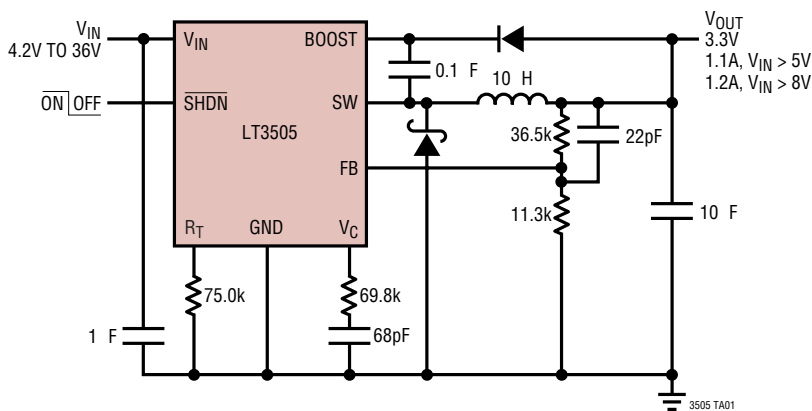 VIN
4.2V TO 36V
VIN
BOOST
VOUT
3.3V
1.1A, VIN > 5V
1.2A, VIN > 8V
0.1 F
10 H
ON OFF
SHDN
SW
LT3505
36.5k
22pF
FB
11.3k
10 F
RT
GND
VC
75.0k
69.8k
1 F
68pF
3505 TA01